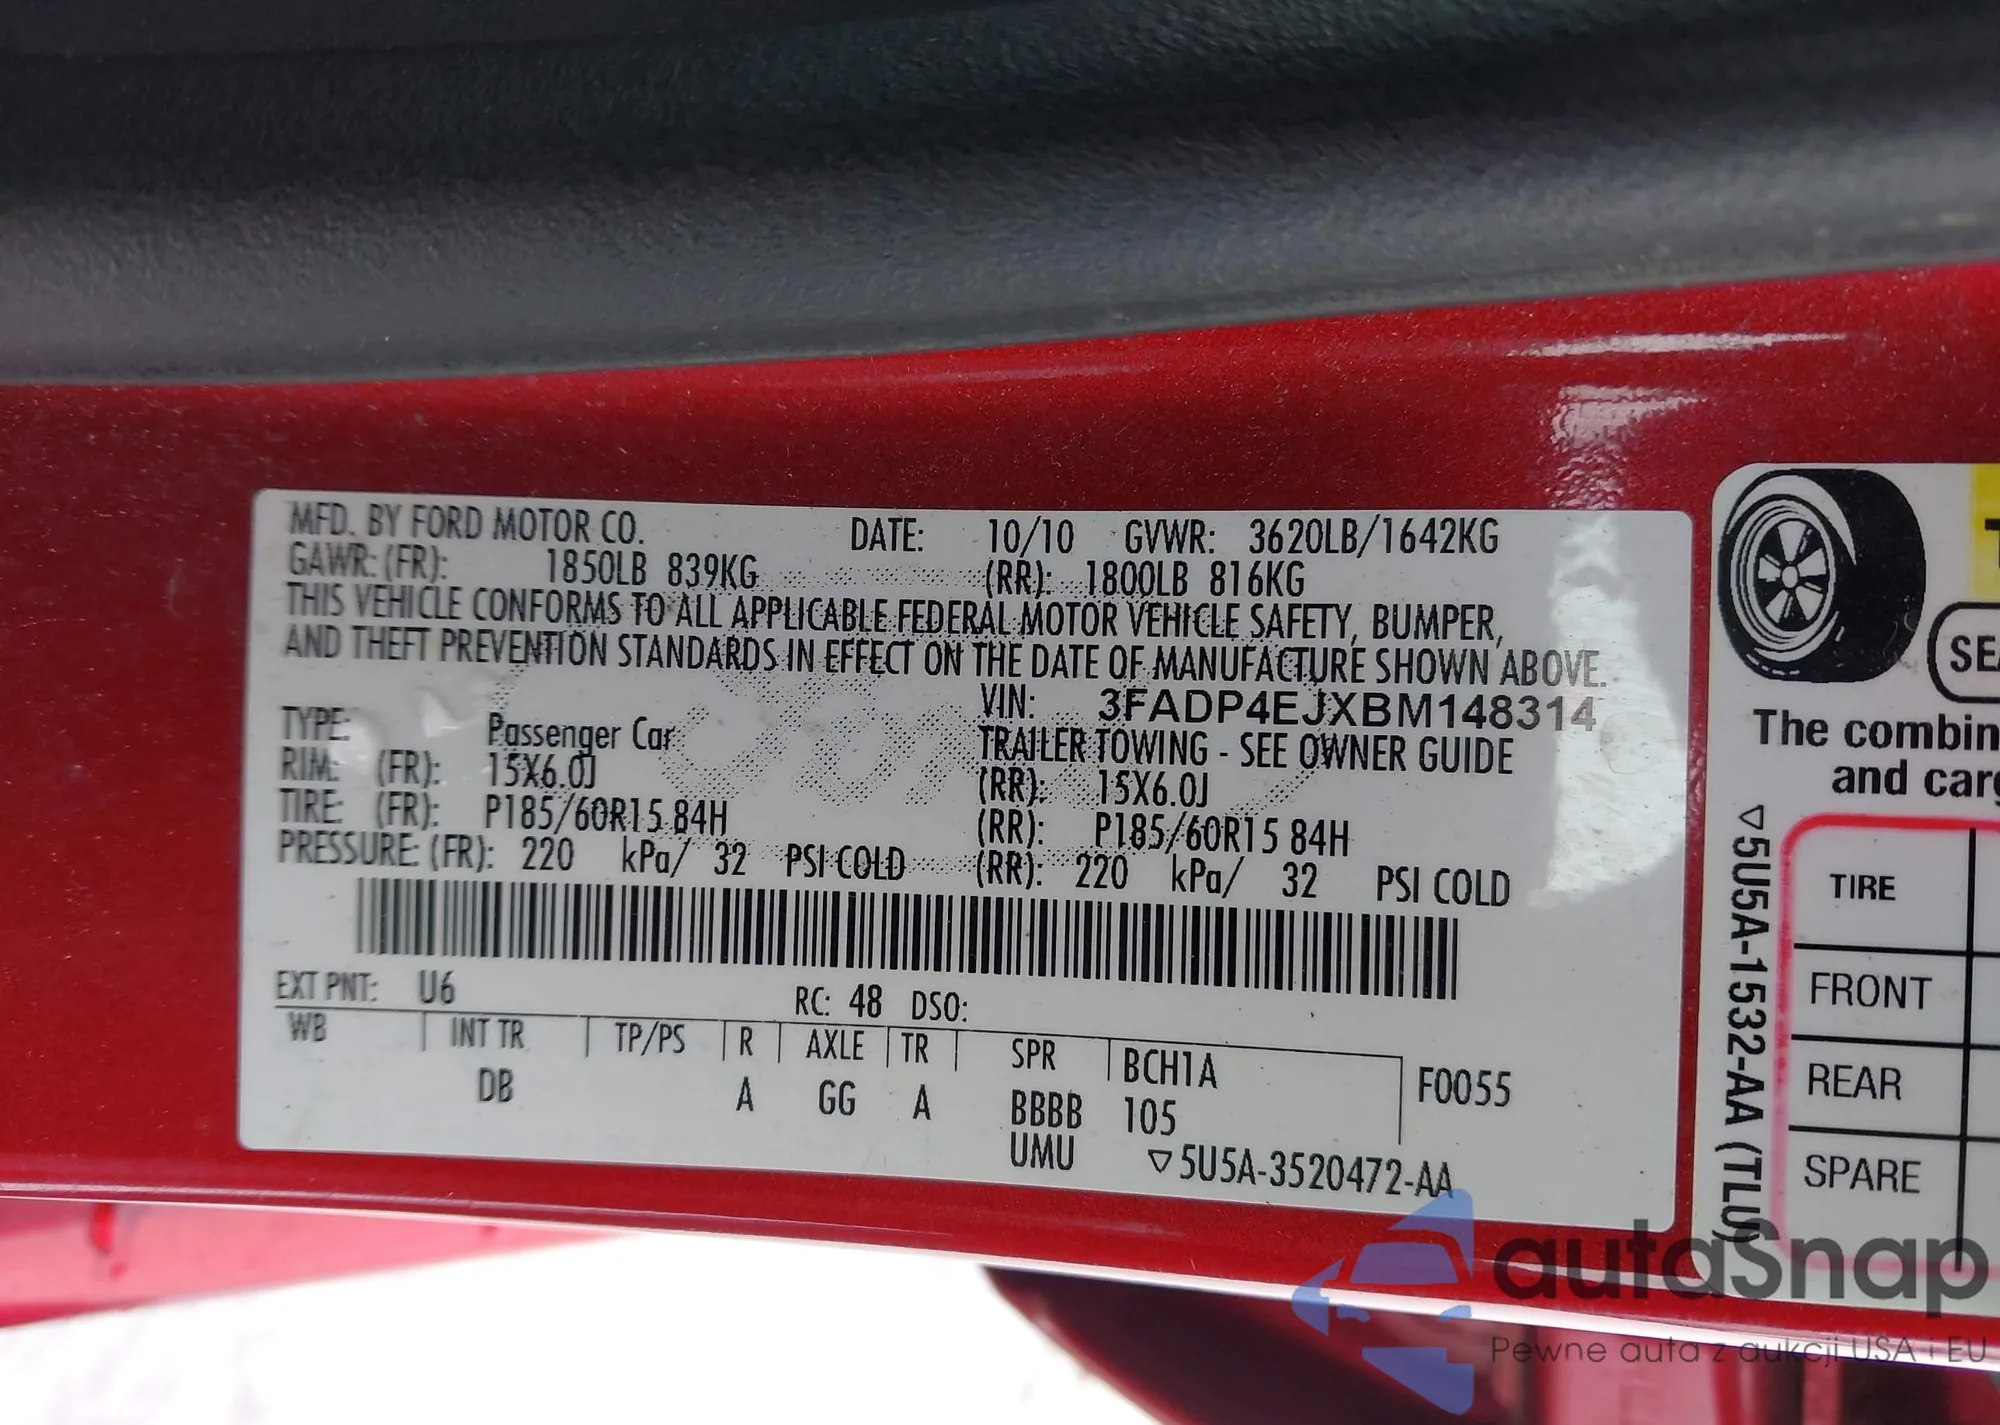 MFD. BY FORD MOTOR CO. DATE: 10/10 GVWR: 3620LB/1642KG
GAWR: (FR): 1850LB 839KG (RR): 1800LB 816KG
THIS VEHICLE CONFORMS TO ALL APPLICABLE FEDERAL MOTOR VEHICLE SAFETY, BUMPER,
AND THEFT PREVENTION STANDARDS IN EFFECT ON THE DATE OF MANUFACTURE SHOWN ABOVE.
VIN: 3FADP4EJXBM148314
TYPE: Passenger Car TRAILER TOWING - SEE OWNER GUIDE
RIM: (FR): 15X6.0J (RR): 15X6.0J
TIRE: (FR): P185/60R15 84H (RR): P185/60R15 84H
PRESSURE: (FR): 220 kPa/ 32 PSI COLD (RR): 220 kPa/ 32 PSI COLD
EXT PNT: U6 RC: 48 DSO:
WB INT TR TP/PS R AXLE TR SPR BCH1A F0055
DB A GG A BBBB 105
UMU ▽5U5A-3520472-AA
The combin
and carg
▽5U5A-1532-AA (TLU)
TIRE
FRONT
REAR
SPARE
autaSnap
Pewne auta z aukcji USA i EU